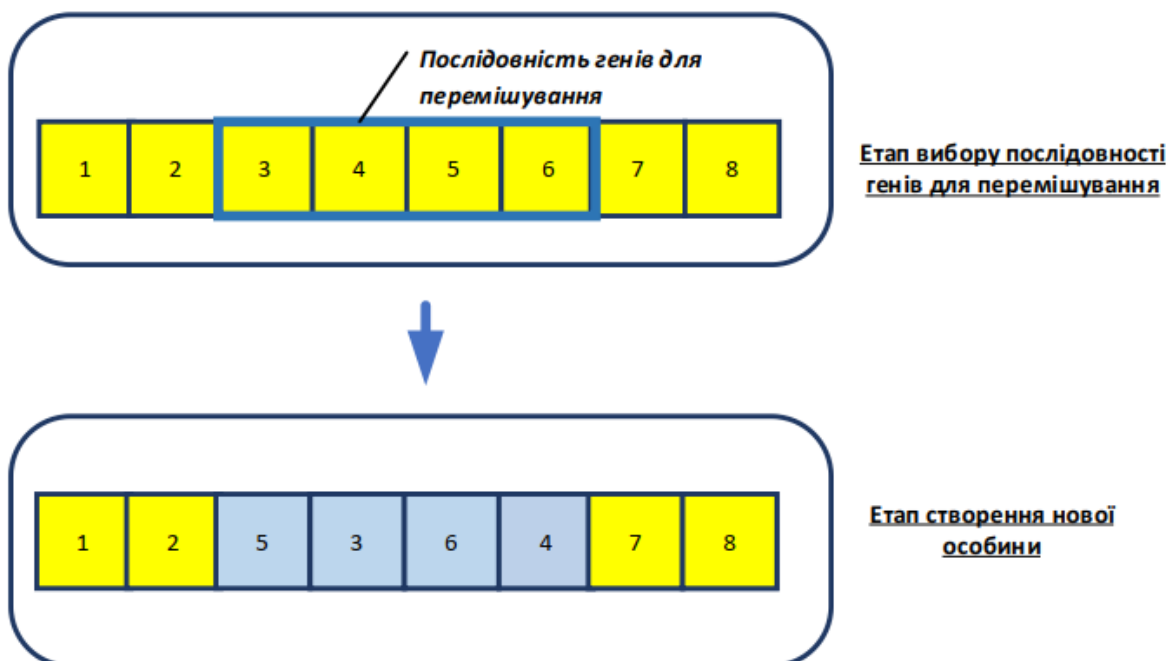 Послідовність генів для
перемішування
1 2 3 4 5 6 7 8
Етап вибору послідовності
генів для перемішування
1 2 5 3 6 4 7 8
Етап створення нової
особини